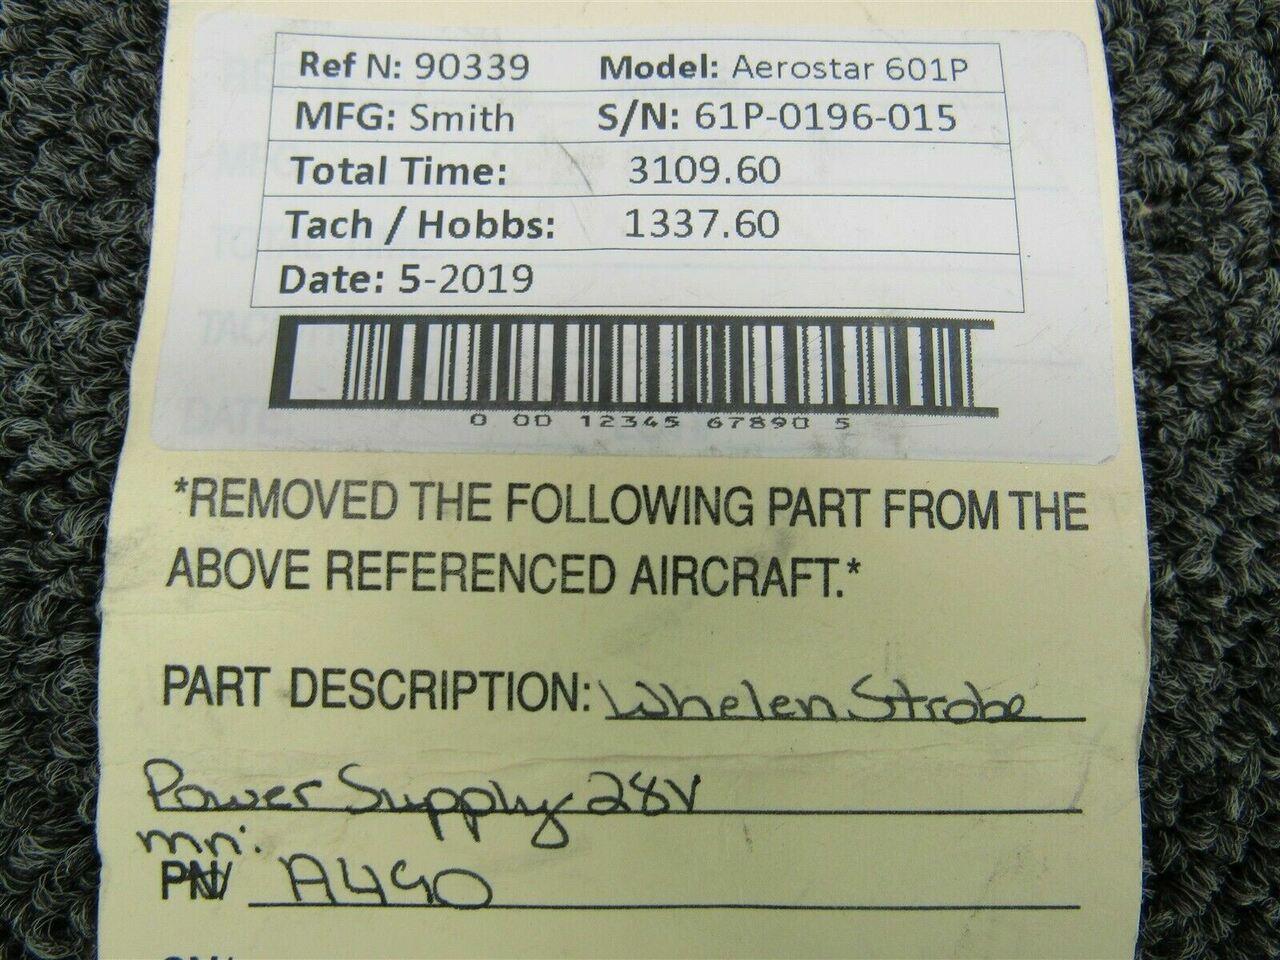 Ref N: 90339 Model: Aerostar 601P
MFG: Smith S/N: 61P-0196-015
Total Time: 3109.60
Tach / Hobbs: 1337.60
Date: 5-2019
0 00 12345 67890 5
*REMOVED THE FOLLOWING PART FROM THE
ABOVE REFERENCED AIRCRAFT.*
PART DESCRIPTION: Whelen Strobe
Power Supply 28V
mn:
PN/ A490